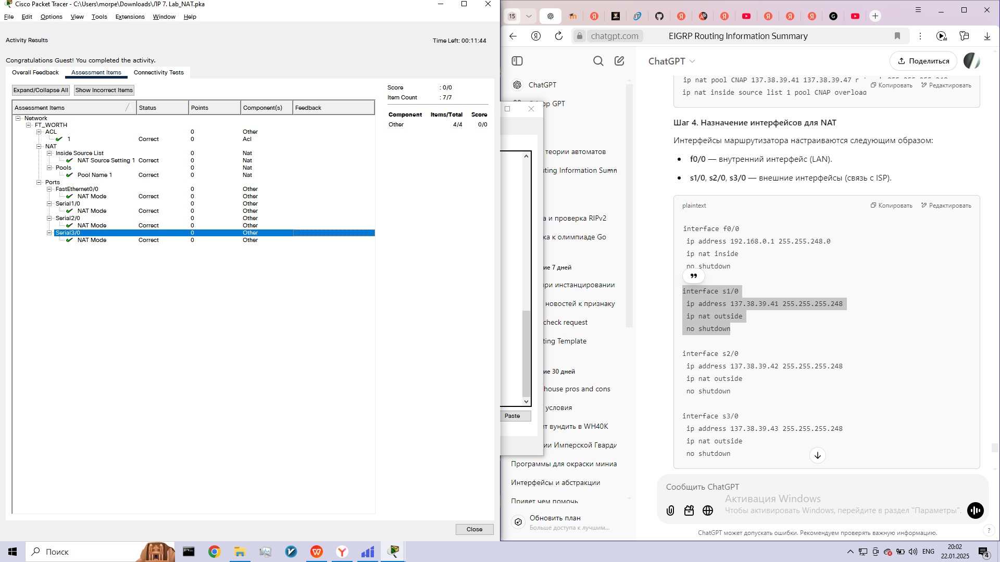 Cisco Packet Tracer - C:\Users\morpe\Downloads\ЛР 7. Lab_NAT.pka
File Edit Options View Tools Extensions Window Help
Activity Results
Time Left: 00:11:44
Congratulations Guest! You completed the activity.
Overall Feedback Assessment Items Connectivity Tests
Expand/Collapse All Show Incorrect Items
Assessment Items Status Points Component(s) Feedback
Network
FT_WORTH
ACL 0 Other
1 Correct 0 Acl
NAT
Inside Source List 0 Nat
NAT Source Setting 1 Correct 0 Nat
Pools 0 Nat
Pool Name 1 Correct 0 Nat
Ports
FastEthernet0/0 0 Other
NAT Mode Correct 0 Other
Serial1/0 0 Other
NAT Mode Correct 0 Other
Serial2/0 0 Other
NAT Mode Correct 0 Other
Serial3/0 0 Other
NAT Mode Correct 0 Other
Score : 0/0
Item Count : 7/7
Component Items/Total Score
Other 4/4 0/0
Close
Paste
15
chatgpt.com
EIGRP Routing Information Summary
ChatGPT
ор GPT
теории автоматов
uting Information Summ
а и проверка RIPv2
ка к олимпиаде Go
ие 7 дней
при инстанцировании
новостей к признаку
check request
ting Template
ие 30 дней
house pros and cons
условия
т вундить в WH40K
ии Имперской Гварди
Программы для окраски миниа
Интерфейсы и абстракции
Привет чем помочь
Обновить план
Больше доступа к лучшим...
ChatGPT
Поделиться
ip nat pool CNAP 137.38.39.41 137.38.39.47
Копировать Редактировать
ip nat inside source list 1 pool CNAP overload
Шаг 4. Назначение интерфейсов для NAT
Интерфейсы маршрутизатора настраиваются следующим образом:
• f0/0 — внутренний интерфейс (LAN).
• s1/0, s2/0, s3/0 — внешние интерфейсы (связь с ISP).
plaintext
Копировать Редактировать
interface f0/0
ip address 192.168.0.1 255.255.248.0
ip nat inside
no shutdown
interface s1/0
ip address 137.38.39.41 255.255.255.248
ip nat outside
no shutdown
interface s2/0
ip address 137.38.39.42 255.255.255.248
ip nat outside
no shutdown
interface s3/0
ip address 137.38.39.43 255.255.255.248
ip nat outside
no shutdown
Сообщить ChatGPT
Активация Windows
Чтобы активировать Windows, перейдите в раздел "Параметры".
ChatGPT может допускать ошибки. Рекомендуем проверять важную информацию.
?
Поиск
ENG
20:02
22.01.2025
4